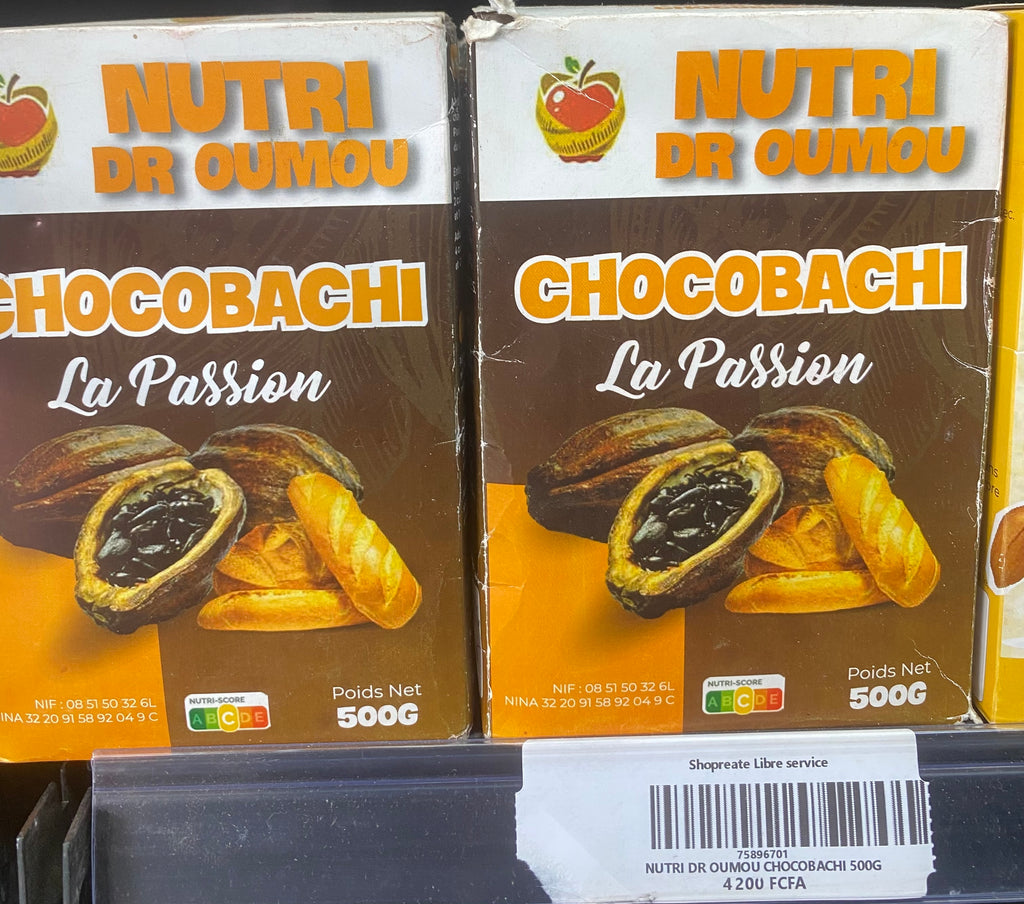 NUTRI
DR OUMOU
CHOCOBACHI
La Passion
NIF : 08 51 50 32 6L
INA 32 20 91 58 92 04 9 C
NUTRI-SCORE
A B C D E
Poids Net
500G
NUTRI
DR OUMOU
CHOCOBACHI
La Passion
NIF : 08 51 50 32 6L
NINA 32 20 91 58 92 04 9 C
NUTRI-SCORE
A B C D E
Poids Net
500G
Shopreate Libre service
75896701
NUTRI DR OUMOU CHOCOBACHI 500G
4 200 FCFA